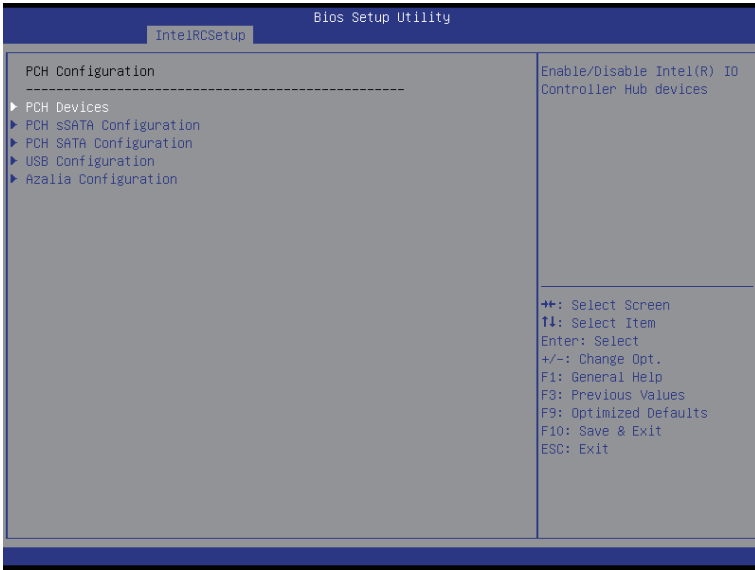 Bios Setup Utility
IntelRCSetup
PCH Configuration
-------------------------------------------------
PCH Devices
PCH sSATA Configuration
PCH SATA Configuration
USB Configuration
Azalia Configuration
Enable/Disable Intel(R) IO
Controller Hub devices
→←: Select Screen
↑↓: Select Item
Enter: Select
+/-: Change Opt.
F1: General Help
F3: Previous Values
F9: Optimized Defaults
F10: Save & Exit
ESC: Exit